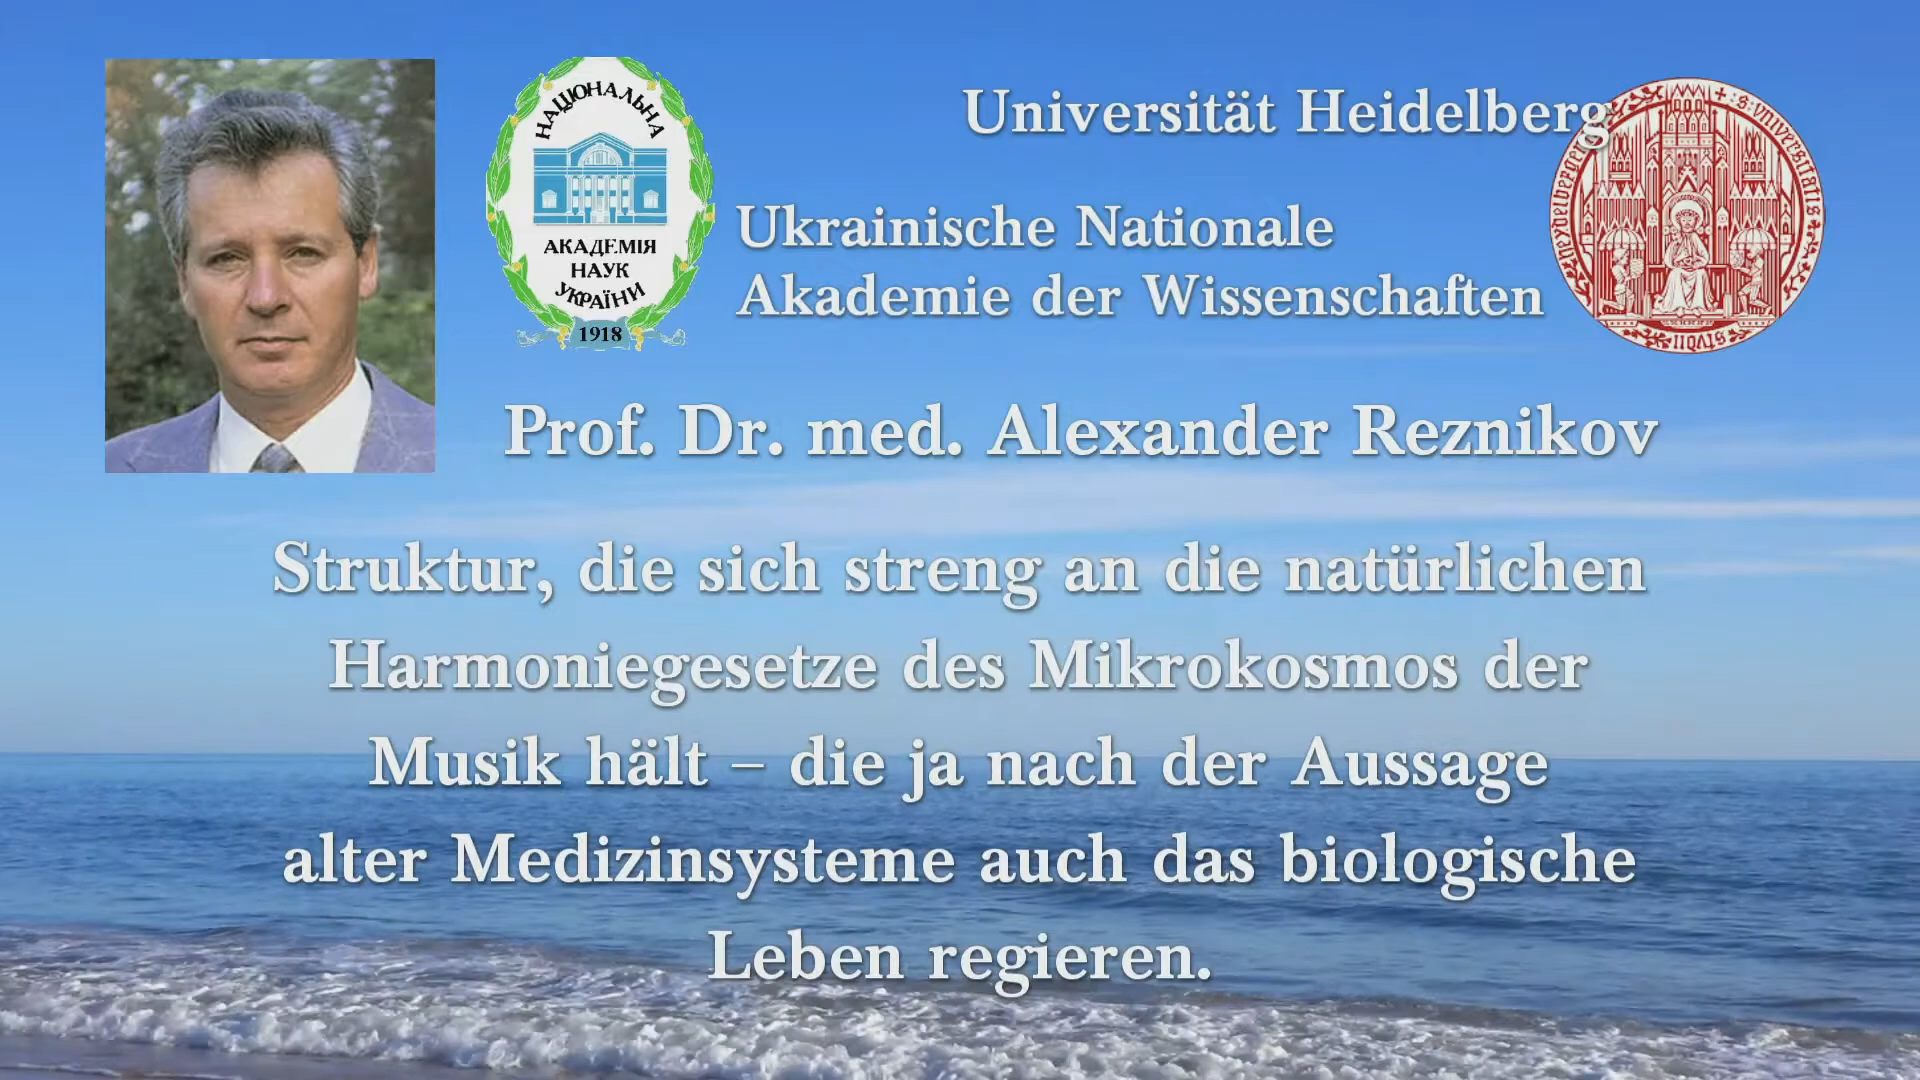 НАЦІОНАЛЬНА
АКАДЕМІЯ
НАУК
УКРАЇНИ
1918
Universität Heidelberg
Ukrainische Nationale
Akademie der Wissenschaften
Prof. Dr. med. Alexander Reznikov
Struktur, die sich streng an die natürlichen
Harmoniegesetze des Mikrokosmos der
Musik hält – die ja nach der Aussage
alter Medizinsysteme auch das biologische
Leben regieren.